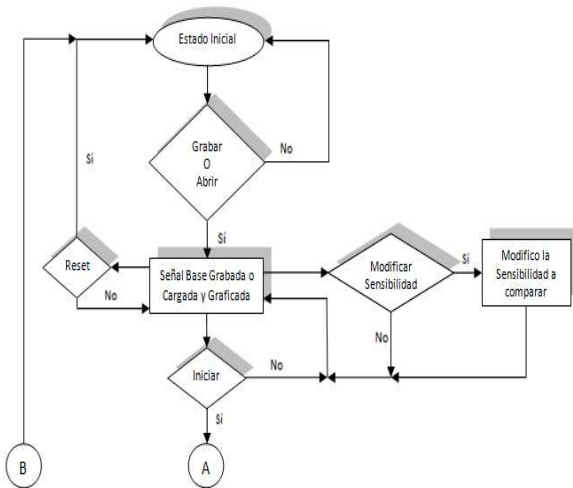 Estado Inicial
Grabar
O
Abrir
No
Si
Si
Reset
No
Señal Base Grabada o
Cargada y Graficada
Modificar
Sensibilidad
Si
Modifico la
Sensibilidad a
comparar
No
Iniciar
No
Si
B
A